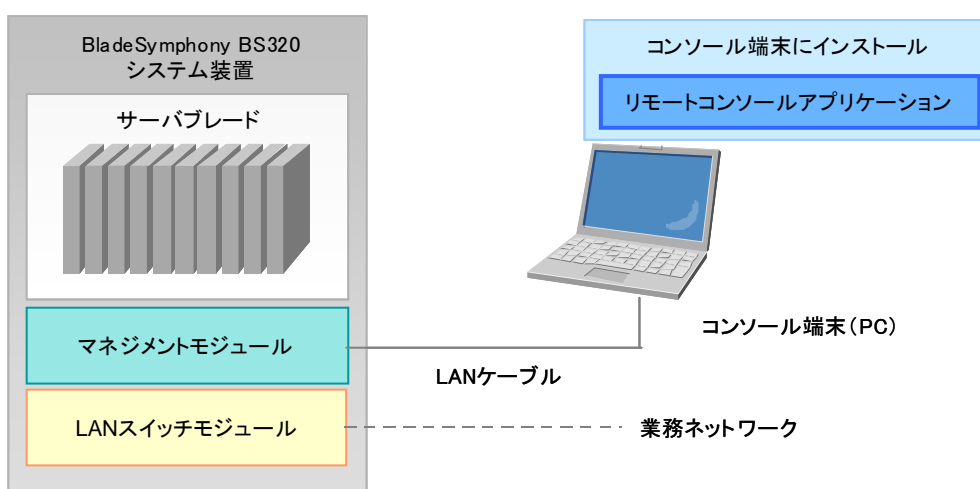 BladeSymphony BS320
システム装置
サーバブレード
マネジメントモジュール
LANスイッチモジュール
コンソール端末にインストール
リモートコンソールアプリケーション
コンソール端末（PC）
LANケーブル
業務ネットワーク